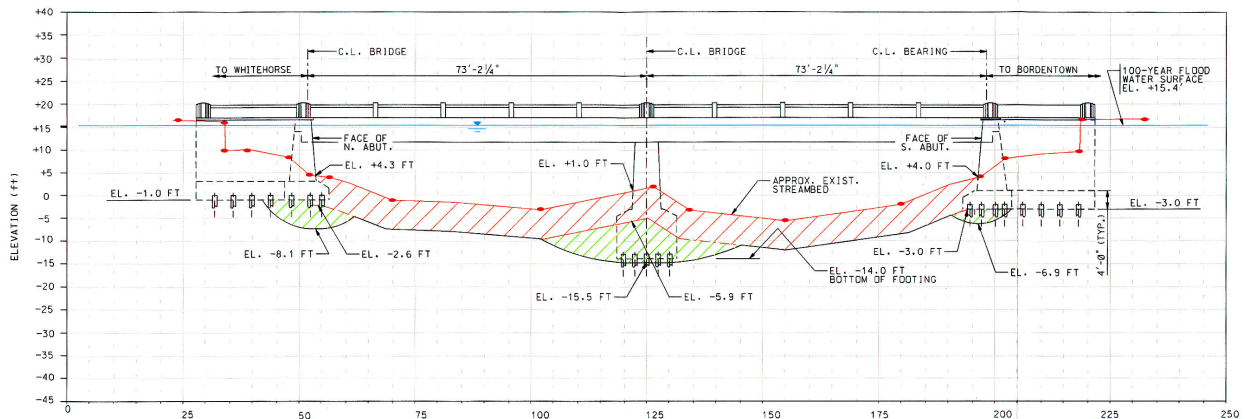 +40
+35
+30
+25
+20
+15
+10
+5
0
-5
-10
-15
-20
-25
-30
-35
-40
-45
ELEVATION (ft)
C.L. BRIDGE
C.L. BRIDGE
C.L. BEARING
TO WHITEHORSE
73'-2¼"
73'-2¼"
TO BORDENTOWN
100-YEAR FLOOD
WATER SURFACE
EL. +15.4'
FACE OF
N. ABUT.
FACE OF
S. ABUT.
EL. +4.3 FT
EL. +1.0 FT
EL. +4.0 FT
APPROX. EXIST.
STREAMBED
EL. -1.0 FT
EL. -3.0 FT
4'-0" (TYP.)
EL. -8.1 FT
EL. -2.6 FT
EL. -3.0 FT
EL. -6.9 FT
EL. -14.0 FT
BOTTOM OF FOOTING
EL. -15.5 FT
EL. -5.9 FT
0
25
50
75
100
125
150
175
200
225
250